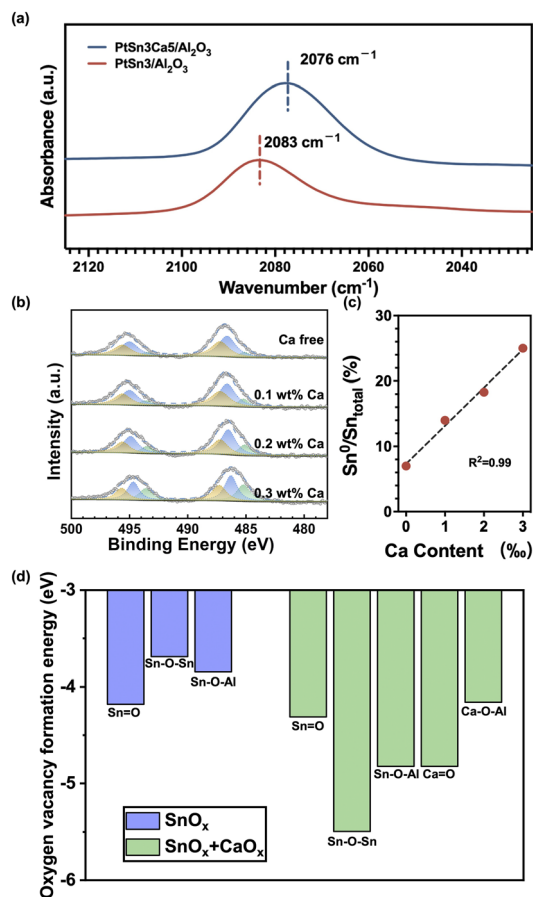 (a)
Absorbance (a.u.)
PtSn3Ca5/Al₂O₃
PtSn3/Al₂O₃
2076 cm⁻¹
2083 cm⁻¹
2120 2100 2080 2060 2040
Wavenumber (cm⁻¹)
(b)
Intensity (a.u.)
Ca free
0.1 wt% Ca
0.2 wt% Ca
0.3 wt% Ca
500 495 490 485 480
Binding Energy (eV)
(c)
Sn⁰/Sn_total (%)
30
20
10
0
R²=0.99
0 1 2 3
Ca Content (‰)
(d)
Oxygen vacancy formation energy (eV)
-3
-4
-5
-6
Sn=O
Sn-O-Sn
Sn-O-Al
Sn=O
Sn-O-Sn
Sn-O-Al
Ca=O
Ca-O-Al
SnOₓ
SnOₓ+CaOₓ